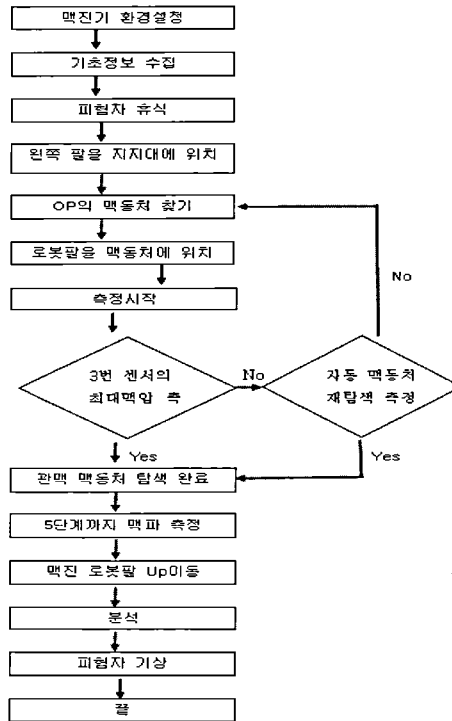 맥진기 환경설정
기초정보 수집
피험자 휴식
왼쪽 팔을 지지대에 위치
OP의 맥동처 찾기
로봇팔을 맥동처에 위치
No
측정시작
3번 센서의
최대맥압 측
No
자동 맥동처
재탐색 측정
Yes
Yes
관맥 맥동처 탐색 완료
5단계까지 맥파 측정
맥진 로봇팔 Up이동
분석
피험자 기상
끝